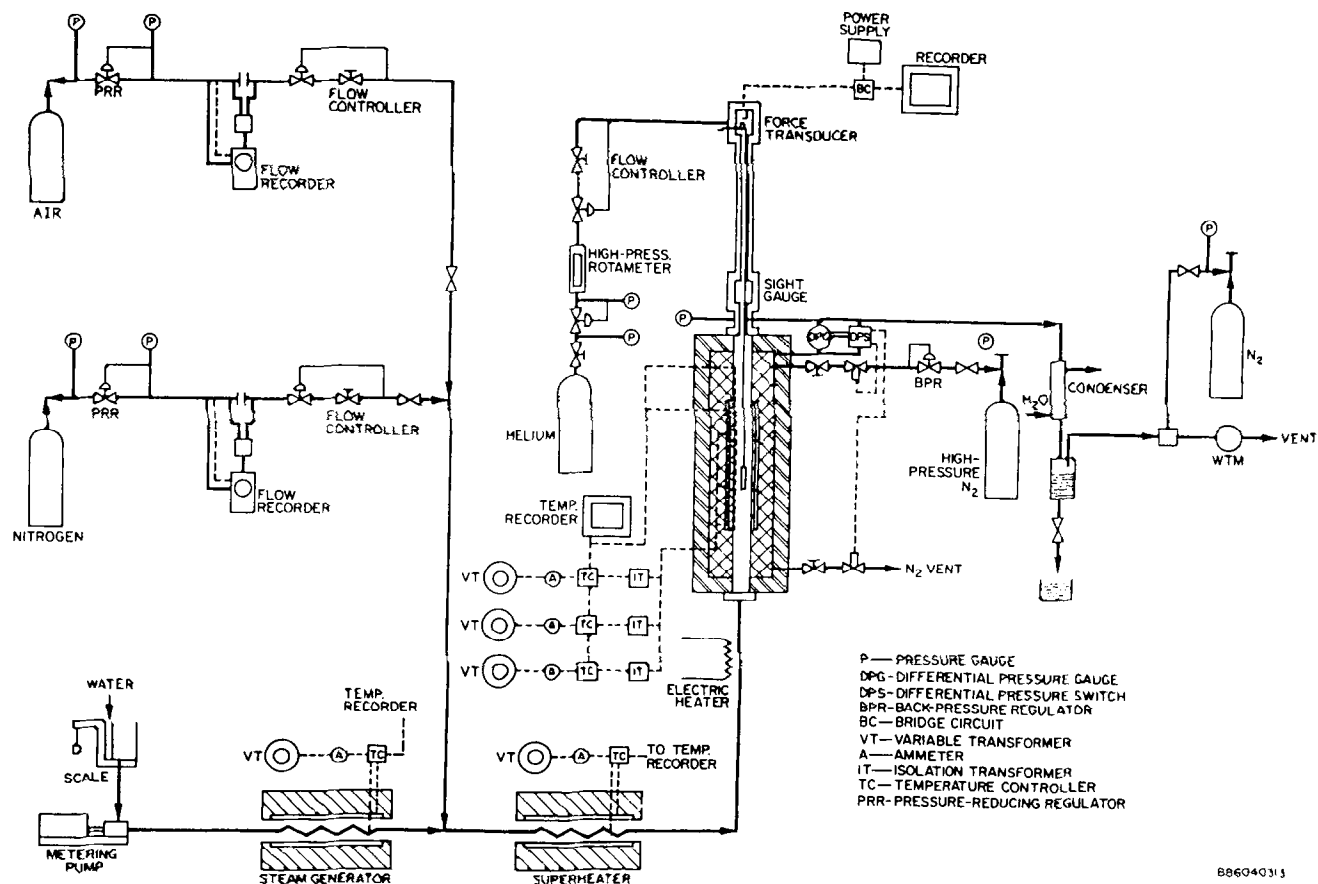 P
P
PRR
FLOW
CONTROLLER
FLOW
RECORDER
AIR
POWER
SUPPLY
RECORDER
BC
FORCE
TRANSDUCER
FLOW
CONTROLLER
HIGH-PRESS.
ROTAMETER
P
P
SIGHT
GAUGE
P
DPG
DPS
P
BPR
H2O
CONDENSER
P
N2
VENT
WTM
HIGH-
PRESSURE
N2
HELIUM
P
P
PRR
FLOW
CONTROLLER
FLOW
RECORDER
NITROGEN
TEMP.
RECORDER
VT
A
TC
IT
VT
A
TC
IT
VT
A
TC
IT
N2 VENT
ELECTRIC
HEATER
P — PRESSURE GAUGE
DPG - DIFFERENTIAL PRESSURE GAUGE
DPS - DIFFERENTIAL PRESSURE SWITCH
BPR - BACK-PRESSURE REGULATOR
BC — BRIDGE CIRCUIT
VT — VARIABLE TRANSFORMER
A — AMMETER
IT — ISOLATION TRANSFORMER
TC — TEMPERATURE CONTROLLER
PRR - PRESSURE-REDUCING REGULATOR
WATER
SCALE
METERING
PUMP
TEMP.
RECORDER
VT
A
TC
STEAM GENERATOR
VT
A
TC
TO TEMP.
RECORDER
SUPERHEATER
B86040313